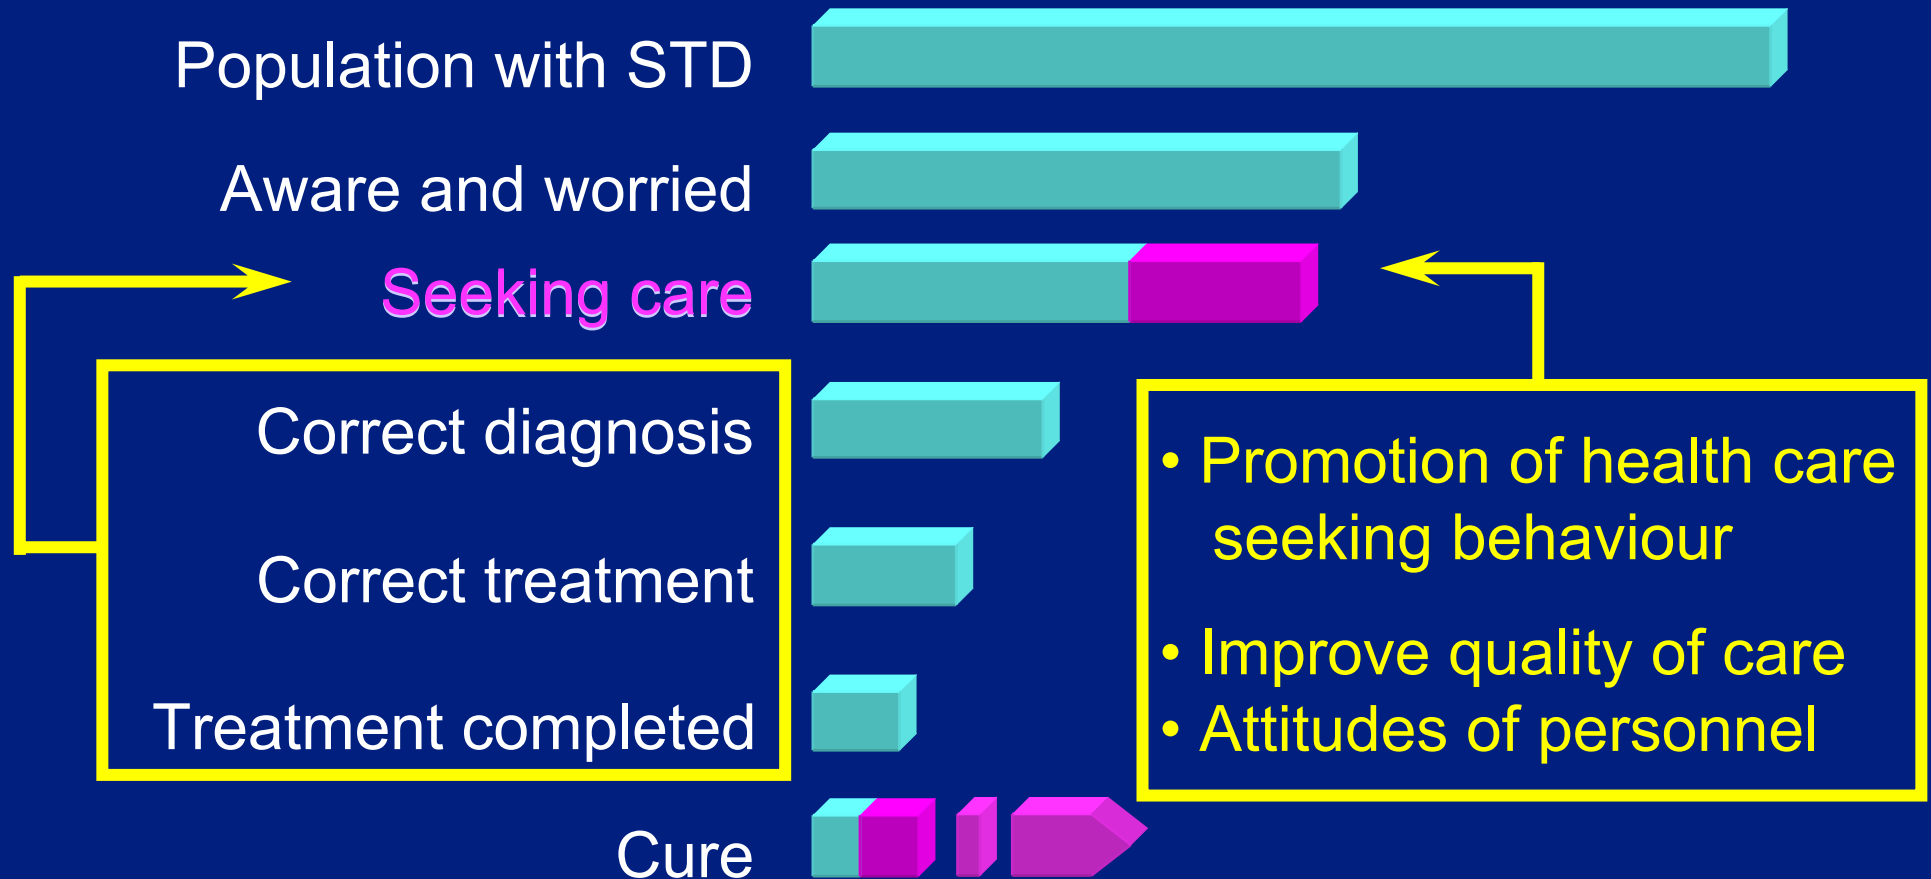 Population with STD
Aware and worried
Seeking care
Correct diagnosis
Correct treatment
Treatment completed
Cure
• Promotion of health care
seeking behaviour
• Improve quality of care
• Attitudes of personnel